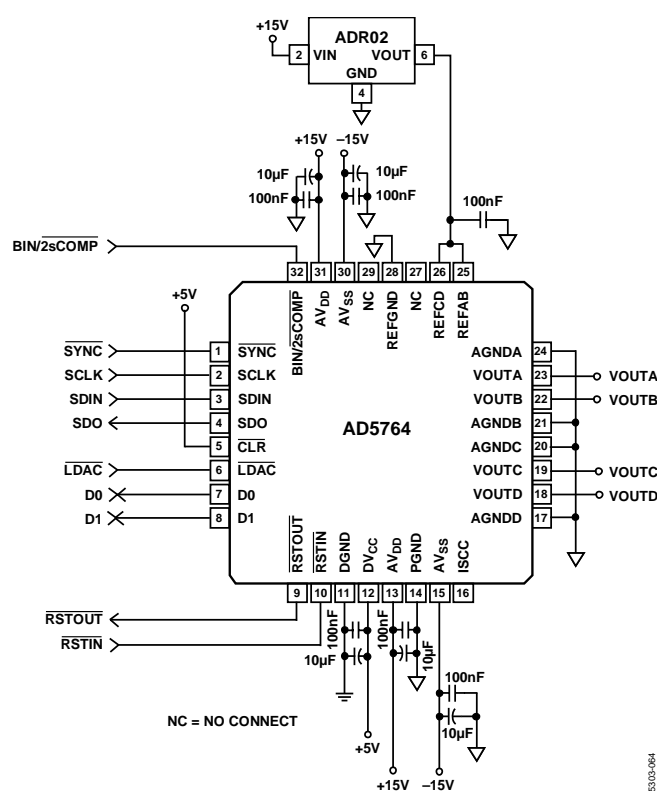 ADR02
+15V
2 VIN VOUT 6
GND
4
+15V –15V
10µF 10µF
100nF 100nF
100nF
BIN/2sCOMP
32 31 30 29 28 27 26 25
BIN/2sCOMP AVDD AVSS NC REFGND NC REFCD REFAB
+5V
SYNC 1 SYNC
SCLK 2 SCLK
SDIN 3 SDIN
SDO 4 SDO
5 CLR
LDAC 6 LDAC
D0 7 D0
D1 8 D1
AD5764
AGNDA 24
VOUTA 23 VOUTA
VOUTB 22 VOUTB
AGNDB 21
AGNDC 20
VOUTC 19 VOUTC
VOUTD 18 VOUTD
AGNDD 17
RSTOUT RSTIN DGND DVCC AVDD PGND AVSS ISCC
9 10 11 12 13 14 15 16
RSTOUT
RSTIN
100nF 100nF
10µF 10µF
100nF
10µF
NC = NO CONNECT
+5V
+15V –15V
5303-064